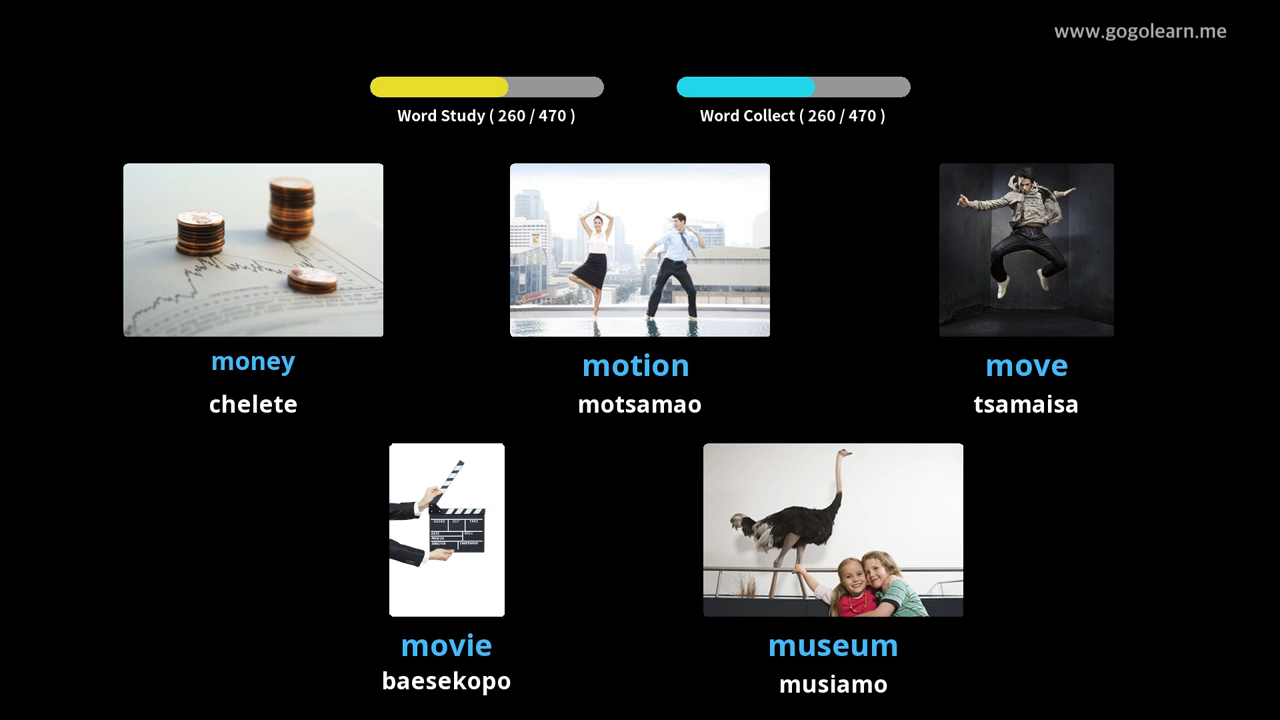 www.gogolearn.me
Word Study ( 260 / 470 )
Word Collect ( 260 / 470 )
money
chelete
motion
motsamao
move
tsamaisa
movie
baesekopo
museum
musiamo